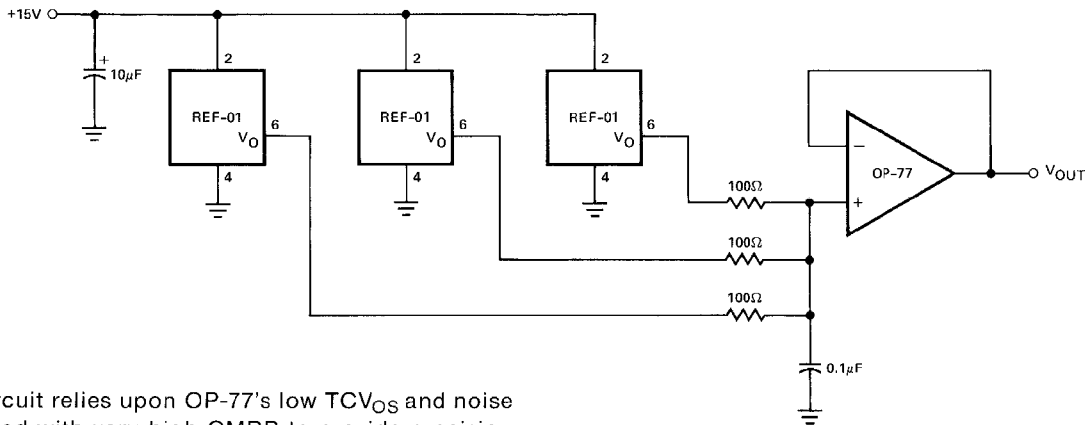 +15V
+
10μF
2
REF-01
VO
6
4
2
REF-01
VO
6
4
2
REF-01
VO
6
4
100Ω
100Ω
100Ω
−
OP-77
+
VOUT
0.1μF
rcuit relies upon OP-77's low TCVOS and noise